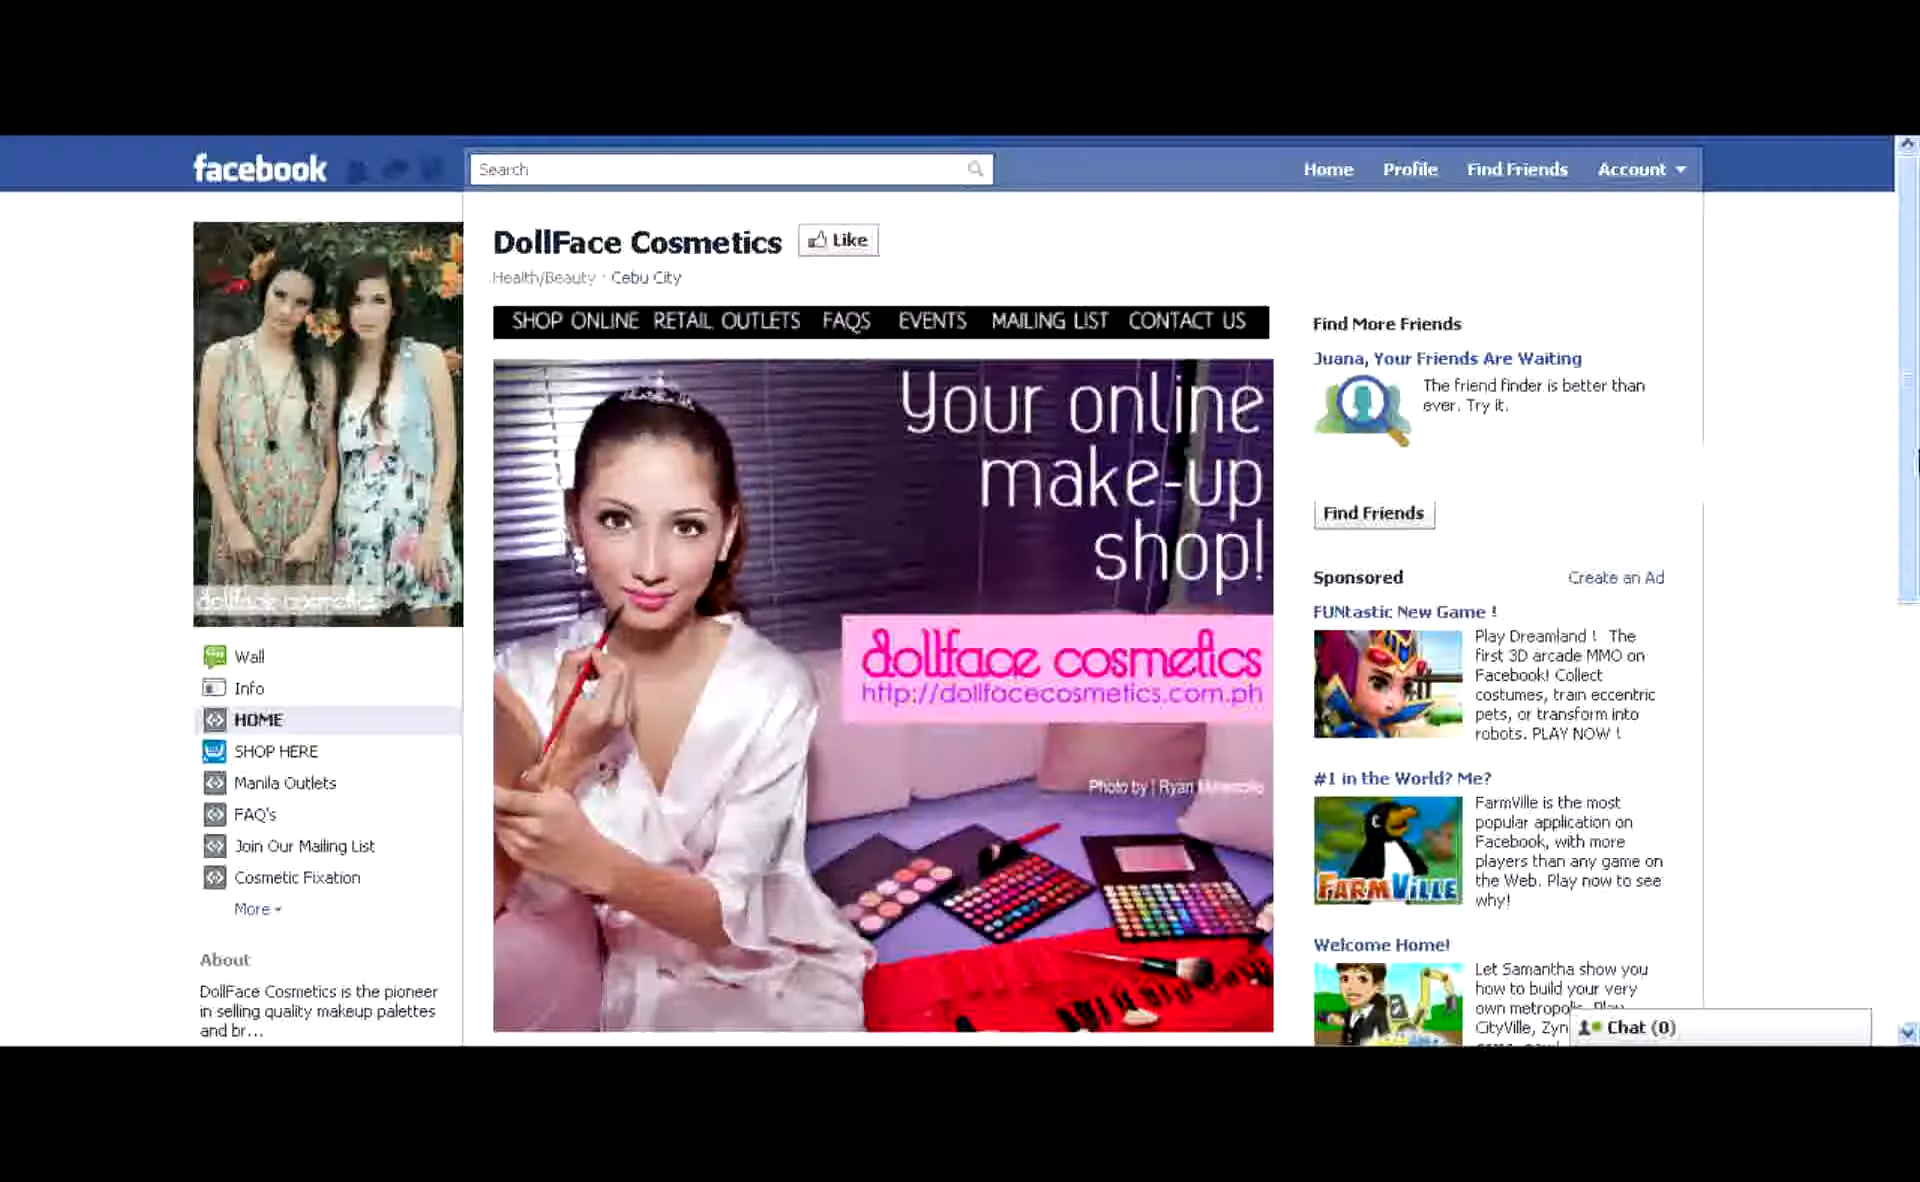 facebook
Search
Home Profile Find Friends Account
DollFace Cosmetics
Like
Health/Beauty · Cebu City
SHOP ONLINE RETAIL OUTLETS FAQS EVENTS MAILING LIST CONTACT US
Your online
make-up
shop!
dollface cosmetics
http://dollfacecosmetics.com.ph
Photo by | Ryan
dollface cosmetics
Wall
Info
HOME
SHOP HERE
Manila Outlets
FAQ's
Join Our Mailing List
Cosmetic Fixation
More
About
DollFace Cosmetics is the pioneer
in selling quality makeup palettes
and br...
Find More Friends
Juana, Your Friends Are Waiting
The friend finder is better than
ever. Try it.
Find Friends
Sponsored
Create an Ad
FUNtastic New Game !
Play Dreamland ! The
first 3D arcade MMO on
Facebook! Collect
costumes, train eccentric
pets, or transform into
robots. PLAY NOW !
#1 in the World? Me?
FarmVille is the most
popular application on
Facebook, with more
players than any game on
the Web. Play now to see
why!
FARMVILLE
Welcome Home!
Let Samantha show you
how to build your very
own metropolis. Play
CityVille, Zyn
Chat (0)